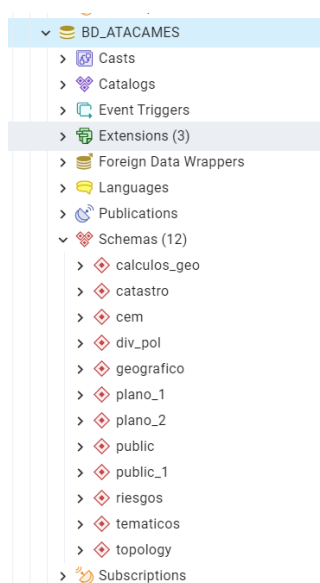 BD_ATACAMES
Casts
Catalogs
Event Triggers
Extensions (3)
Foreign Data Wrappers
Languages
Publications
Schemas (12)
calculos_geo
catastro
cem
div_pol
geografico
plano_1
plano_2
public
public_1
riesgos
tematicos
topology
Subscriptions